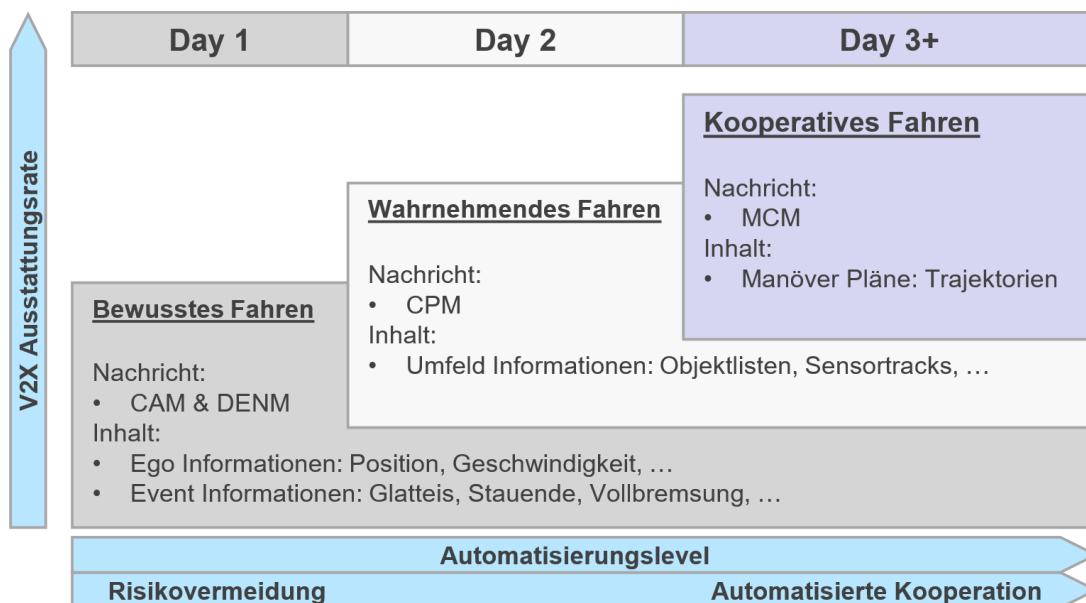 Day 1
Day 2
Day 3+
V2X Ausstattungsrate
Kooperatives Fahren
Nachricht:
• MCM
Inhalt:
• Manöver Pläne: Trajektorien
Wahrnehmendes Fahren
Nachricht:
• CPM
Inhalt:
• Umfeld Informationen: Objektlisten, Sensortracks, …
Bewusstes Fahren
Nachricht:
• CAM & DENM
Inhalt:
• Ego Informationen: Position, Geschwindigkeit, …
• Event Informationen: Glatteis, Stauende, Vollbremsung, …
Automatisierungslevel
Risikovermeidung
Automatisierte Kooperation